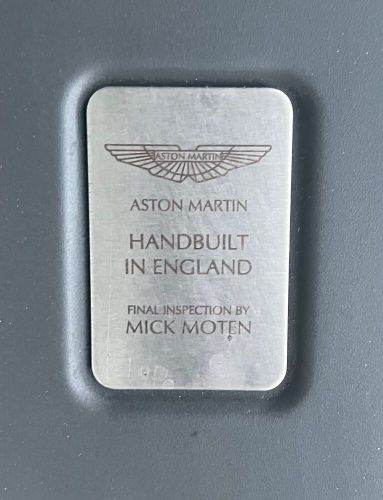 ASTON MARTIN
ASTON MARTIN
HANDBUILT
IN ENGLAND
FINAL INSPECTION BY
MICK MOTEN